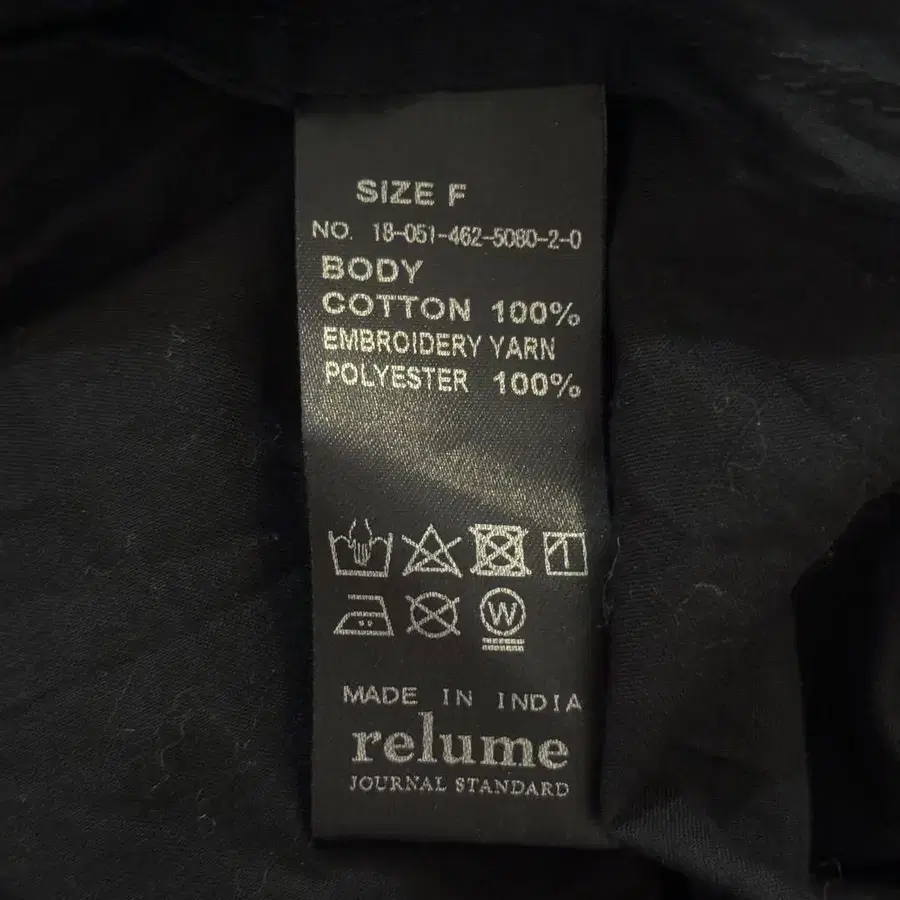 SIZE F
NO. 18-051-462-5080-2-0
BODY
COTTON 100%
EMBROIDERY YARN
POLYESTER 100%
W
MADE IN INDIA
relume
JOURNAL STANDARD